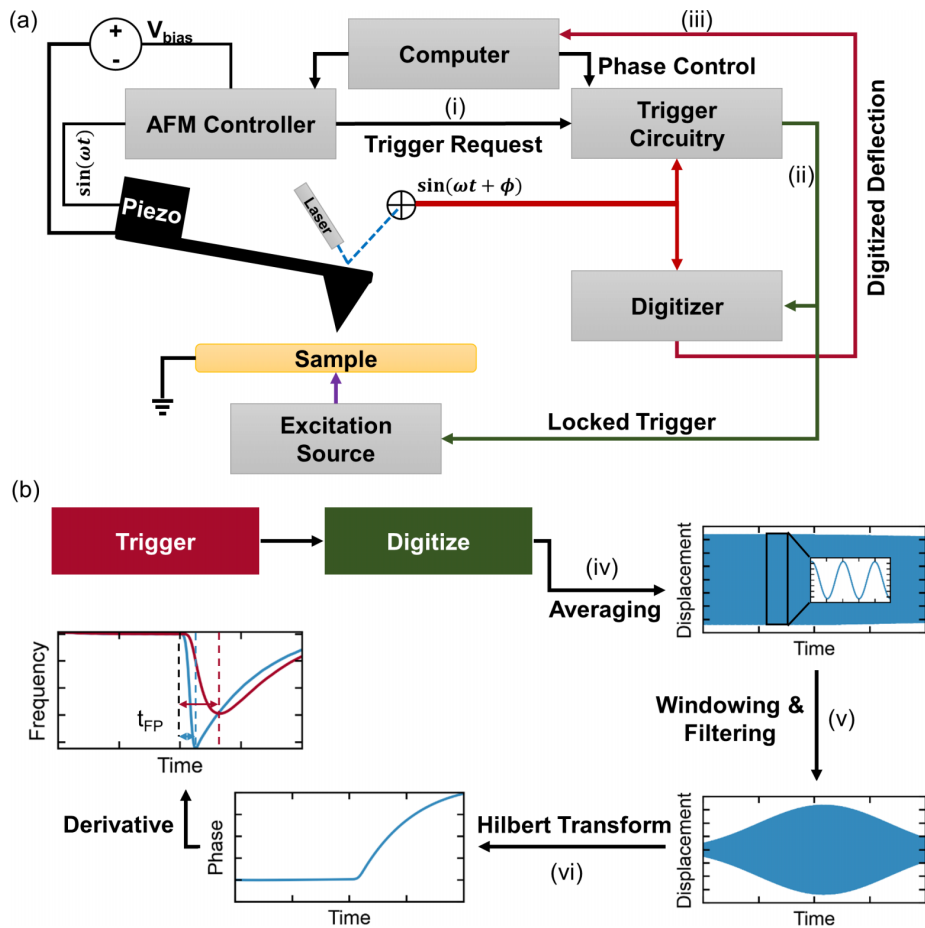 (a)
+
-
V_bias
Computer
(iii)
Phase Control
AFM Controller
(i)
Trigger Request
Trigger
Circuitry
(ii)
Digitized Deflection
sin(ωt)
Piezo
Laser
sin(ωt + ϕ)
Digitizer
Sample
Excitation
Source
Locked Trigger
(b)
Trigger
Digitize
(iv)
Averaging
Displacement
Time
Frequency
t_FP
Time
Windowing &
Filtering
(v)
Derivative
Phase
Time
Hilbert Transform
(vi)
Displacement
Time